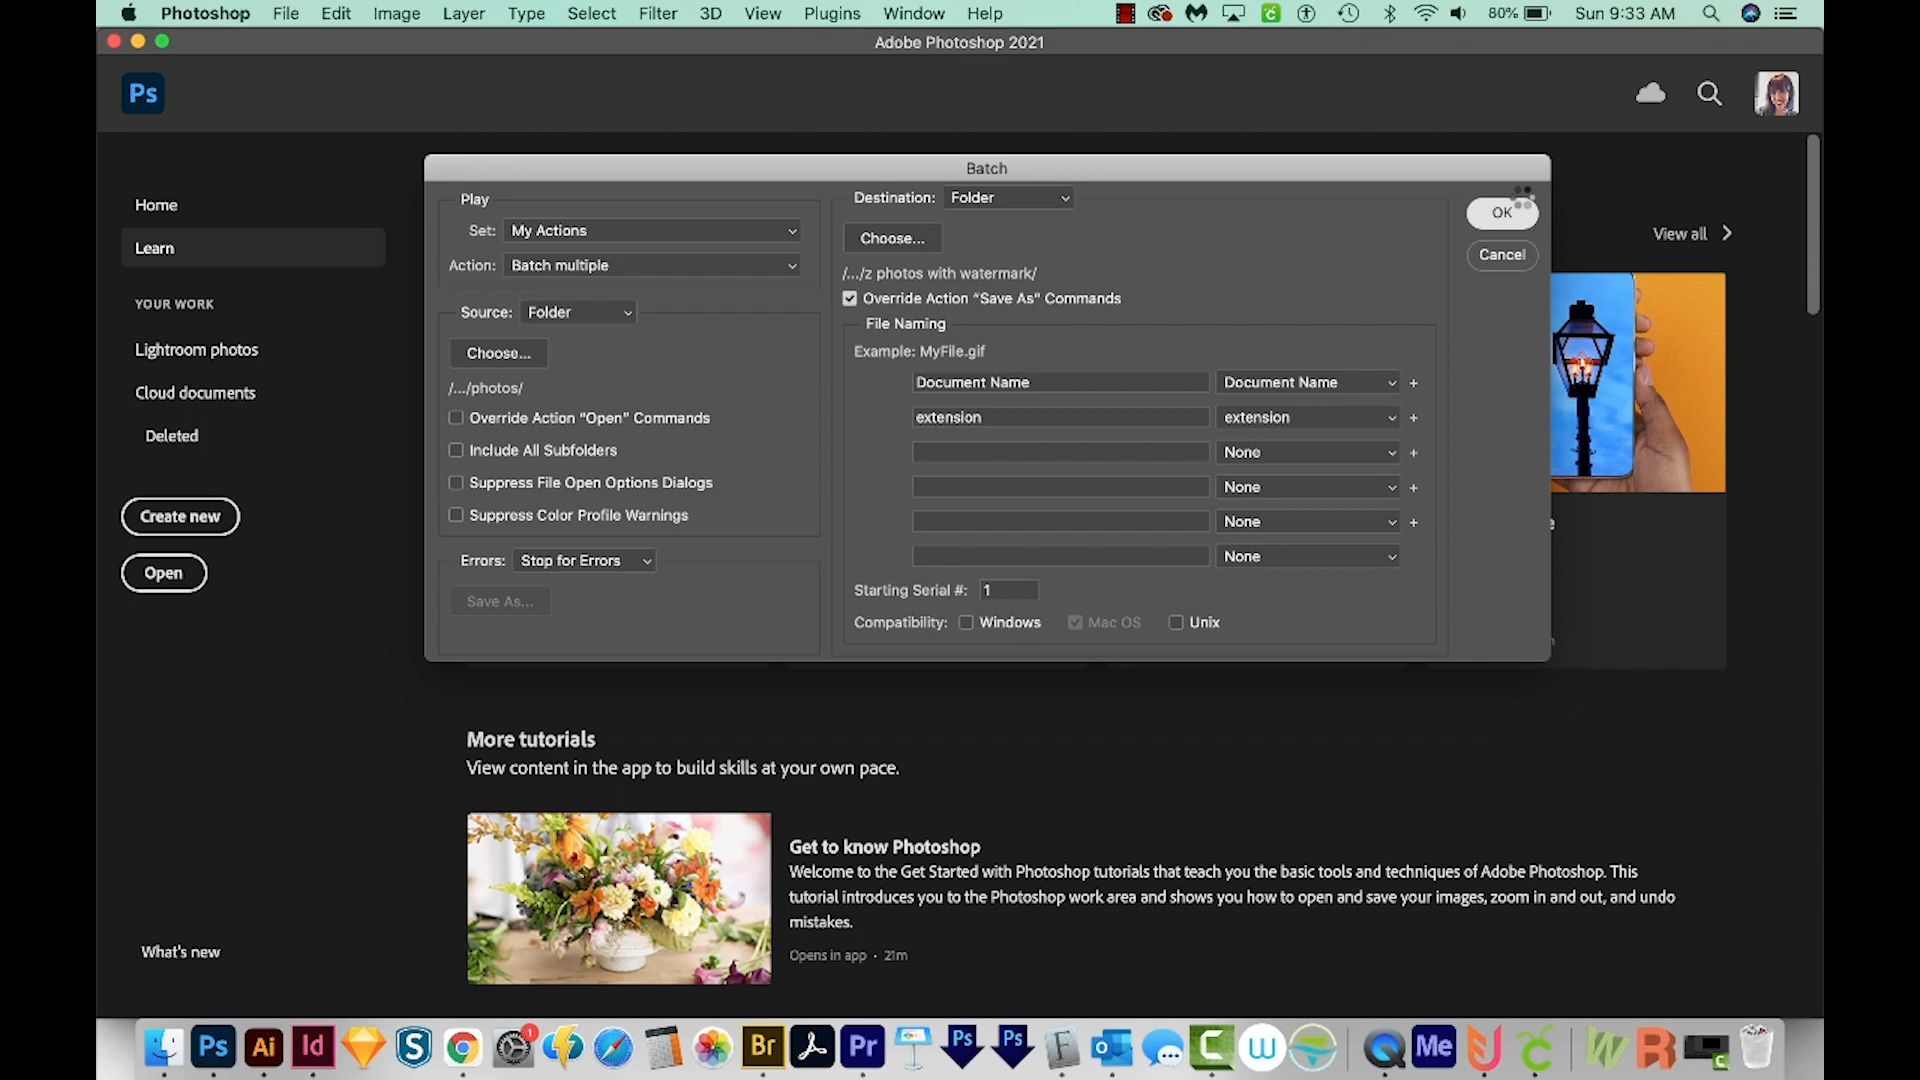 Photoshop File Edit Image Layer Type Select Filter 3D View Plugins Window Help 80% Sun 9:33 AM
Adobe Photoshop 2021
Ps
Home
Learn
YOUR WORK
Lightroom photos
Cloud documents
Deleted
Create new
Open
What's new
View all
Batch
Play
Set: My Actions
Action: Batch multiple
Source: Folder
Choose...
/.../photos/
Override Action "Open" Commands
Include All Subfolders
Suppress File Open Options Dialogs
Suppress Color Profile Warnings
Errors: Stop for Errors
Save As...
Destination: Folder
Choose...
/.../z photos with watermark/
Override Action "Save As" Commands
File Naming
Example: MyFile.gif
Document Name Document Name +
extension extension +
None +
None +
None +
None
Starting Serial #: 1
Compatibility: Windows Mac OS Unix
OK
Cancel
e
More tutorials
View content in the app to build skills at your own pace.
Get to know Photoshop
Welcome to the Get Started with Photoshop tutorials that teach you the basic tools and techniques of Adobe Photoshop. This
tutorial introduces you to the Photoshop work area and shows you how to open and save your images, zoom in and out, and undo
mistakes.
Opens in app · 21m
Ps Ai Id S 1 Br Pr Ps Ps F o C W Me C W R C